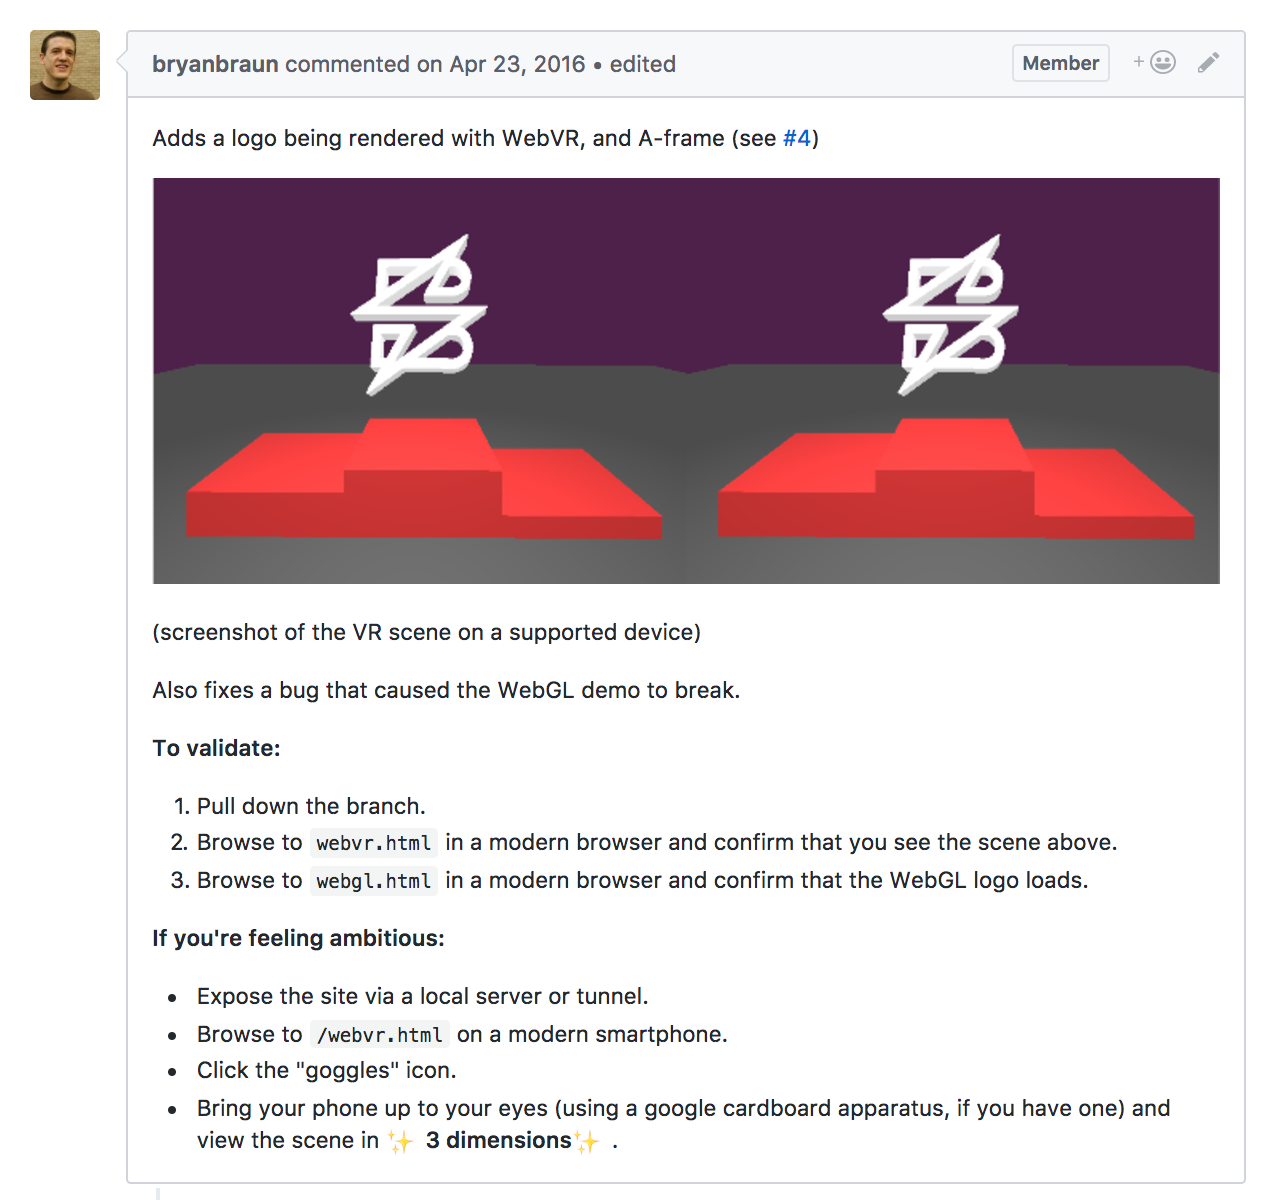 bryanbraun commented on Apr 23, 2016 • edited
Member
Adds a logo being rendered with WebVR, and A-frame (see #4)
(screenshot of the VR scene on a supported device)
Also fixes a bug that caused the WebGL demo to break.
To validate:
1. Pull down the branch.
2. Browse to webvr.html in a modern browser and confirm that you see the scene above.
3. Browse to webgl.html in a modern browser and confirm that the WebGL logo loads.
If you're feeling ambitious:
• Expose the site via a local server or tunnel.
• Browse to /webvr.html on a modern smartphone.
• Click the "goggles" icon.
• Bring your phone up to your eyes (using a google cardboard apparatus, if you have one) and
view the scene in ✨ 3 dimensions✨ .